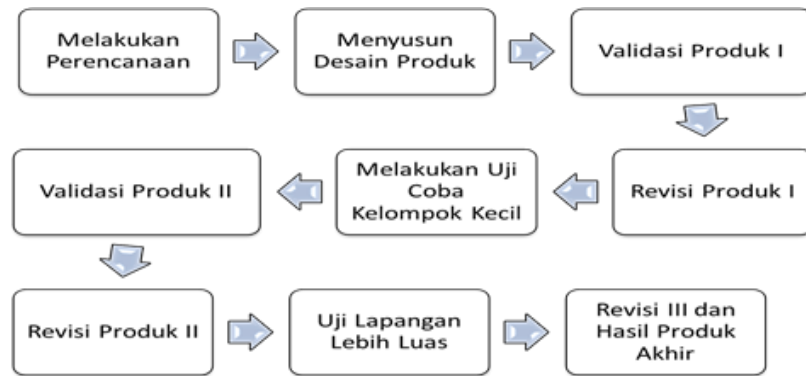 Melakukan
Perencanaan
Menyusun
Desain Produk
Validasi Produk I
Revisi Produk I
Melakukan Uji
Coba
Kelompok Kecil
Validasi Produk II
Revisi Produk II
Uji Lapangan
Lebih Luas
Revisi III dan
Hasil Produk
Akhir